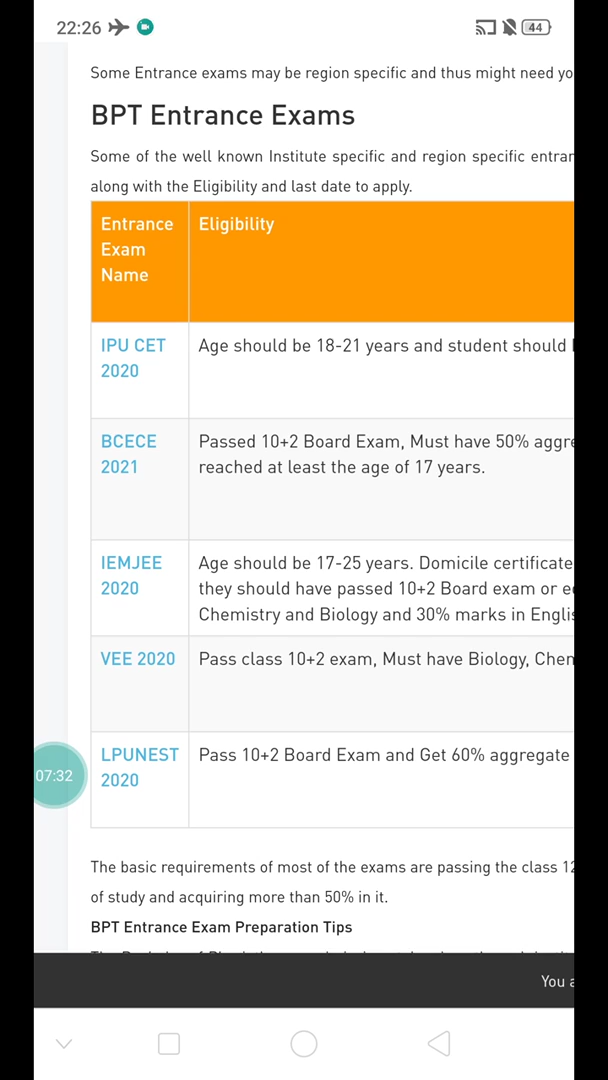 22:26
44
Some Entrance exams may be region specific and thus might need yo
BPT Entrance Exams
Some of the well known Institute specific and region specific entrar
along with the Eligibility and last date to apply.
Entrance
Exam
Name
Eligibility
IPU CET
2020
Age should be 18-21 years and student should
BCECE
2021
Passed 10+2 Board Exam, Must have 50% aggre
reached at least the age of 17 years.
IEMJEE
2020
Age should be 17-25 years. Domicile certificate
they should have passed 10+2 Board exam or e
Chemistry and Biology and 30% marks in Englis
VEE 2020
Pass class 10+2 exam, Must have Biology, Chem
LPUNEST
2020
Pass 10+2 Board Exam and Get 60% aggregate
07:32
The basic requirements of most of the exams are passing the class 12
of study and acquiring more than 50% in it.
BPT Entrance Exam Preparation Tips
You a